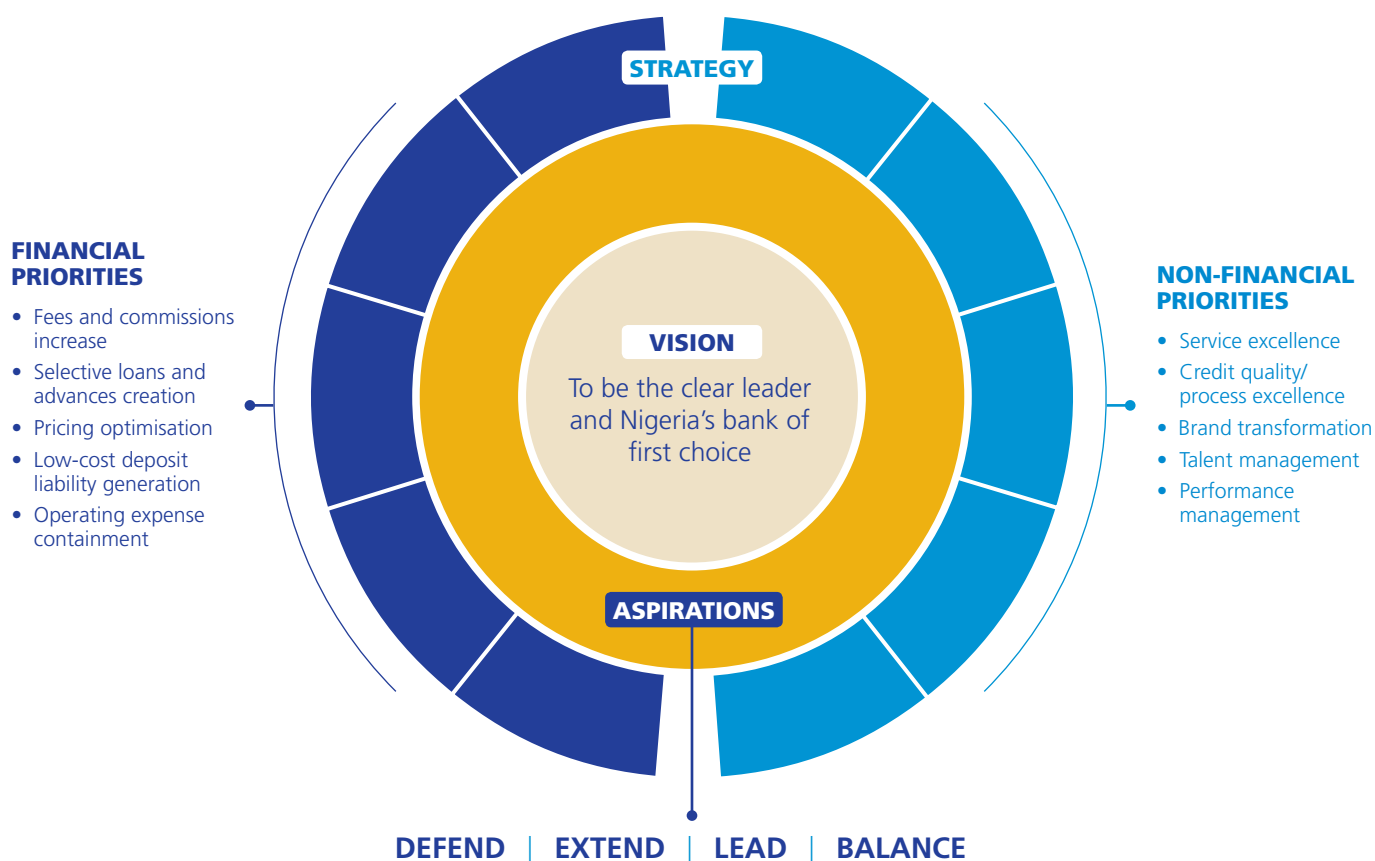 STRATEGY
FINANCIAL
PRIORITIES
• Fees and commissions
increase
• Selective loans and
advances creation
• Pricing optimisation
• Low-cost deposit
liability generation
• Operating expense
containment
VISION
To be the clear leader
and Nigeria’s bank of
first choice
ASPIRATIONS
NON-FINANCIAL
PRIORITIES
• Service excellence
• Credit quality/
process excellence
• Brand transformation
• Talent management
• Performance
management
DEFEND | EXTEND | LEAD | BALANCE